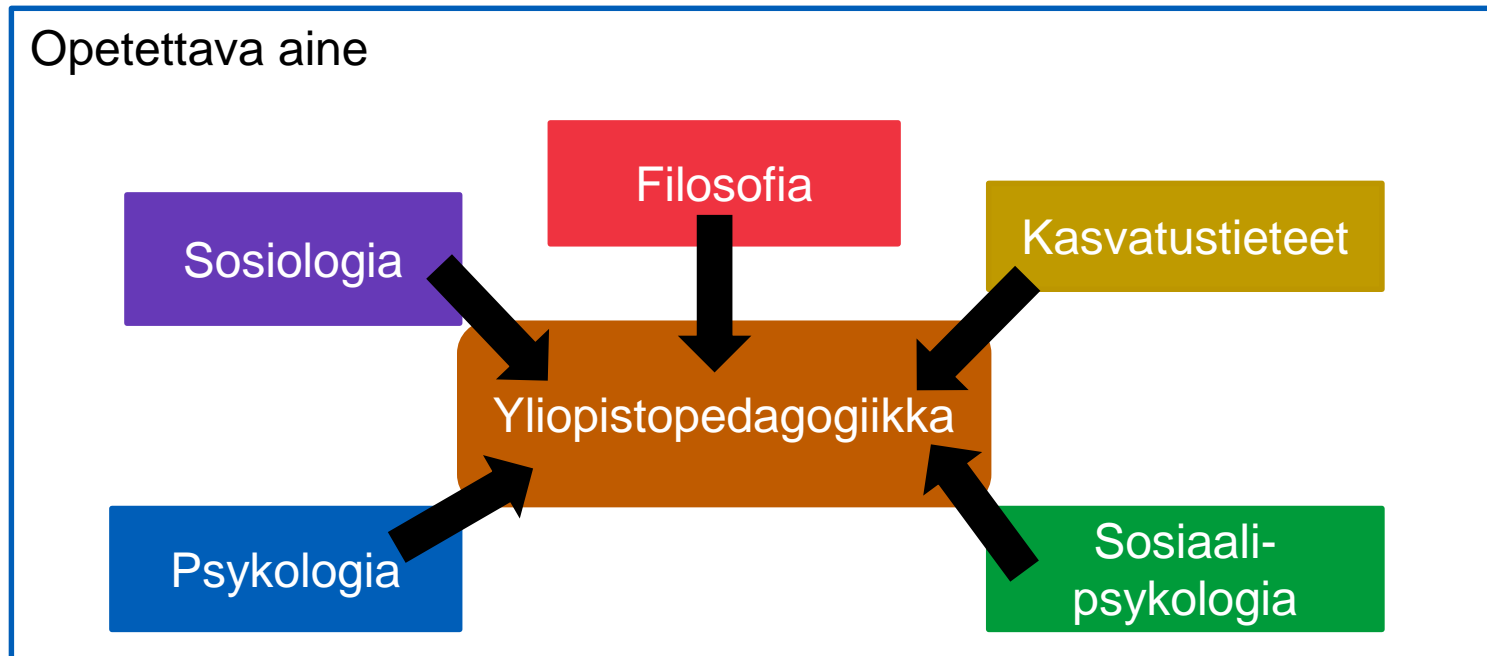 Opetettava aine
Filosofia
Sosiologia
Kasvatustieteet
Yliopistopedagogiikka
Psykologia
Sosiaali-
psykologia